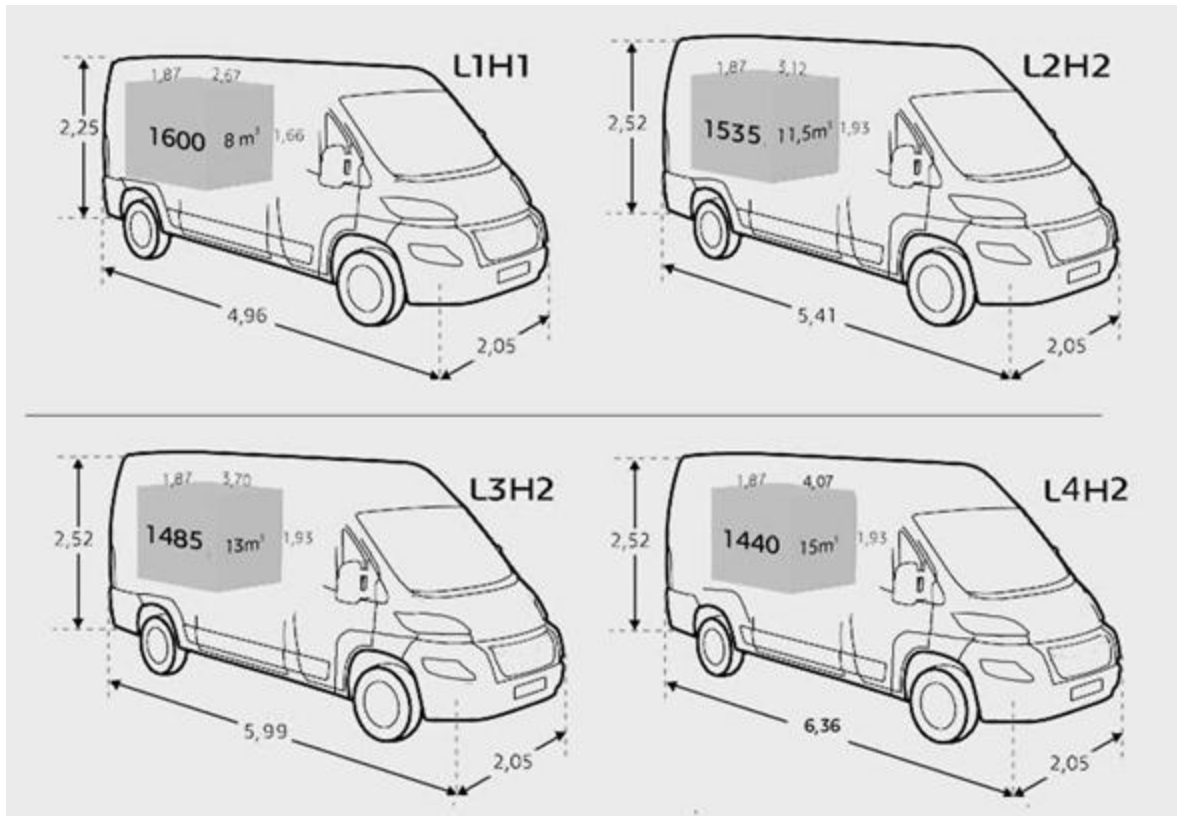 L1H1
1,87 2,67
2,25
1600 8 m³ 1,66
4,96
2,05
L2H2
1,87 3,12
2,52
1535 11,5m³ 1,93
5,41
2,05
L3H2
1,87 3,70
2,52
1485 13m³ 1,93
5,99
2,05
L4H2
1,87 4,07
2,52
1440 15m³ 1,93
6,36
2,05